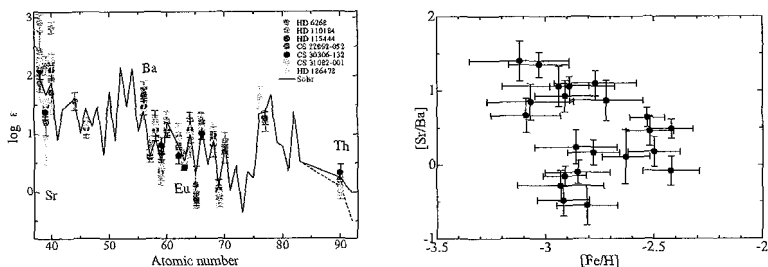 HD 6268
HD 110184
HD 115444
CS 22892-052
CS 30306-132
CS 31082-001
HD 186478
Solar
Ba
Th
Eu
Sr
log ε
3
2
1
0
40
50
60
70
80
90
Atomic number
[Sr/Ba]
2
1
0
-1
-3.5
-3
-2.5
-2
[Fe/H]